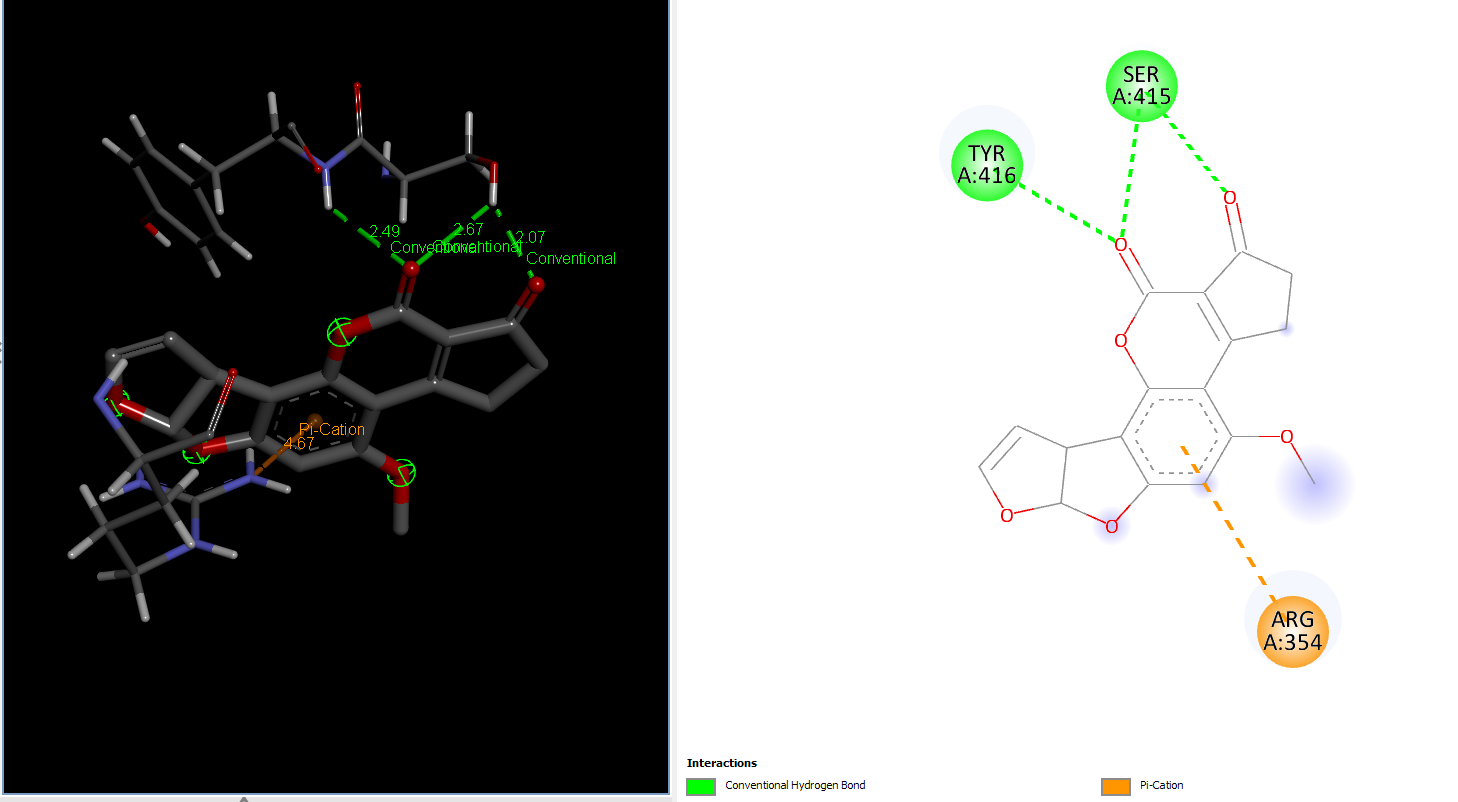 2.49
2.67
2.07
Conventional
Conventional
Conventional
Pi-Cation
4.67
SER
A:415
TYR
A:416
O
O
O
O
O
O
ARG
A:354
Interactions
Conventional Hydrogen Bond
Pi-Cation